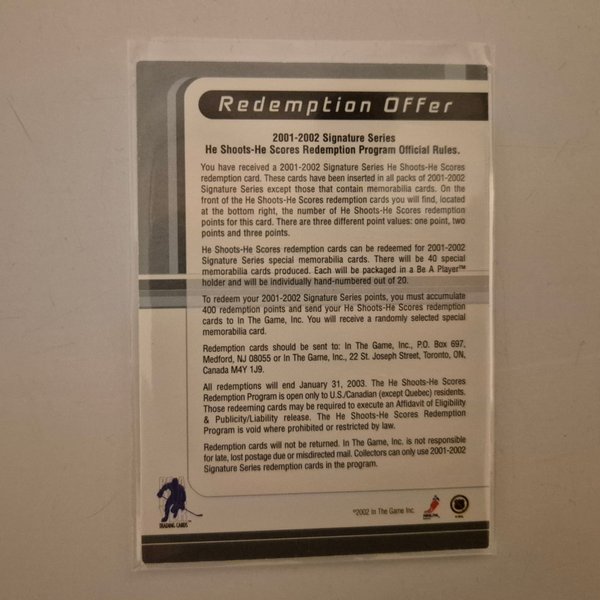 Redemption Offer
2001-2002 Signature Series
He Shoots-He Scores Redemption Program Official Rules.
You have received a 2001-2002 Signature Series He Shoots-He Scores
redemption card. These cards have been inserted in all packs of 2001-2002
Signature Series except those that contain memorabilia cards. On the
front of the He Shoots-He Scores redemption cards you will find, located
at the bottom right, the number of He Shoots-He Scores redemption
points for this card. There are three different point values: one point, two
points and three points.
He Shoots-He Scores redemption cards can be redeemed for 2001-2002
Signature Series special memorabilia cards. There will be 40 special
memorabilia cards produced. Each will be packaged in a Be A Player™
holder and will be individually hand-numbered out of 20.
To redeem your 2001-2002 Signature Series points, you must accumulate
400 redemption points and send your He Shoots-He Scores redemption
cards to In The Game, Inc. You will receive a randomly selected special
memorabilia card.
Redemption cards should be sent to: In The Game, Inc., P.O. Box 697,
Medford, NJ 08055 or In The Game, Inc., 22 St. Joseph Street, Toronto, ON,
Canada M4Y 1J9.
All redemptions will end January 31, 2003. The He Shoots-He Scores
Redemption Program is open only to U.S./Canadian (except Quebec) residents.
Those redeeming cards may be required to execute an Affidavit of Eligibility
& Publicity/Liability release. The He Shoots-He Scores Redemption
Program is void where prohibited or restricted by law.
Redemption cards will not be returned. In The Game, Inc. is not responsible
for late, lost postage due or misdirected mail. Collectors can only use 2001-2002
Signature Series redemption cards in the program.
TRADING CARDS
©2002 In The Game Inc.